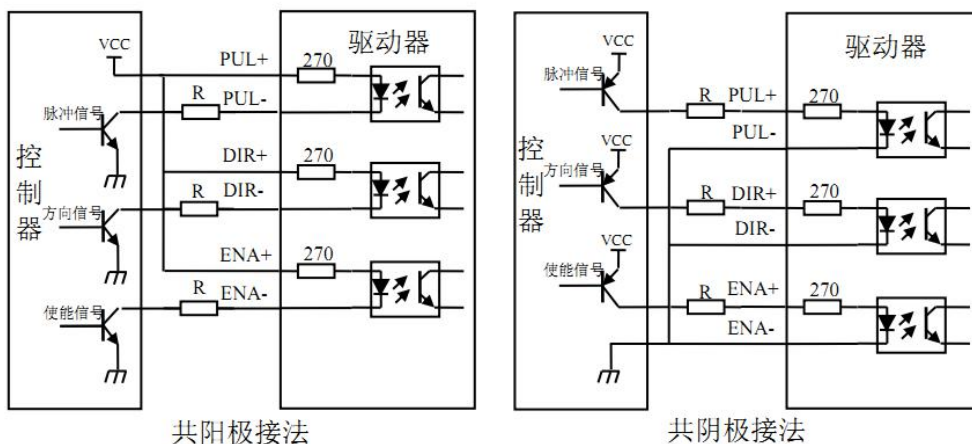 VCC
驱动器
PUL+
270
脉冲信号
R
PUL-
控制器
DIR+
270
方向信号
R
DIR-
ENA+
270
使能信号
R
ENA-
共阳极接法
VCC
驱动器
脉冲信号
R
PUL+
270
PUL-
控制器
VCC
方向信号
R
DIR+
270
DIR-
VCC
使能信号
R
ENA+
270
ENA-
共阴极接法